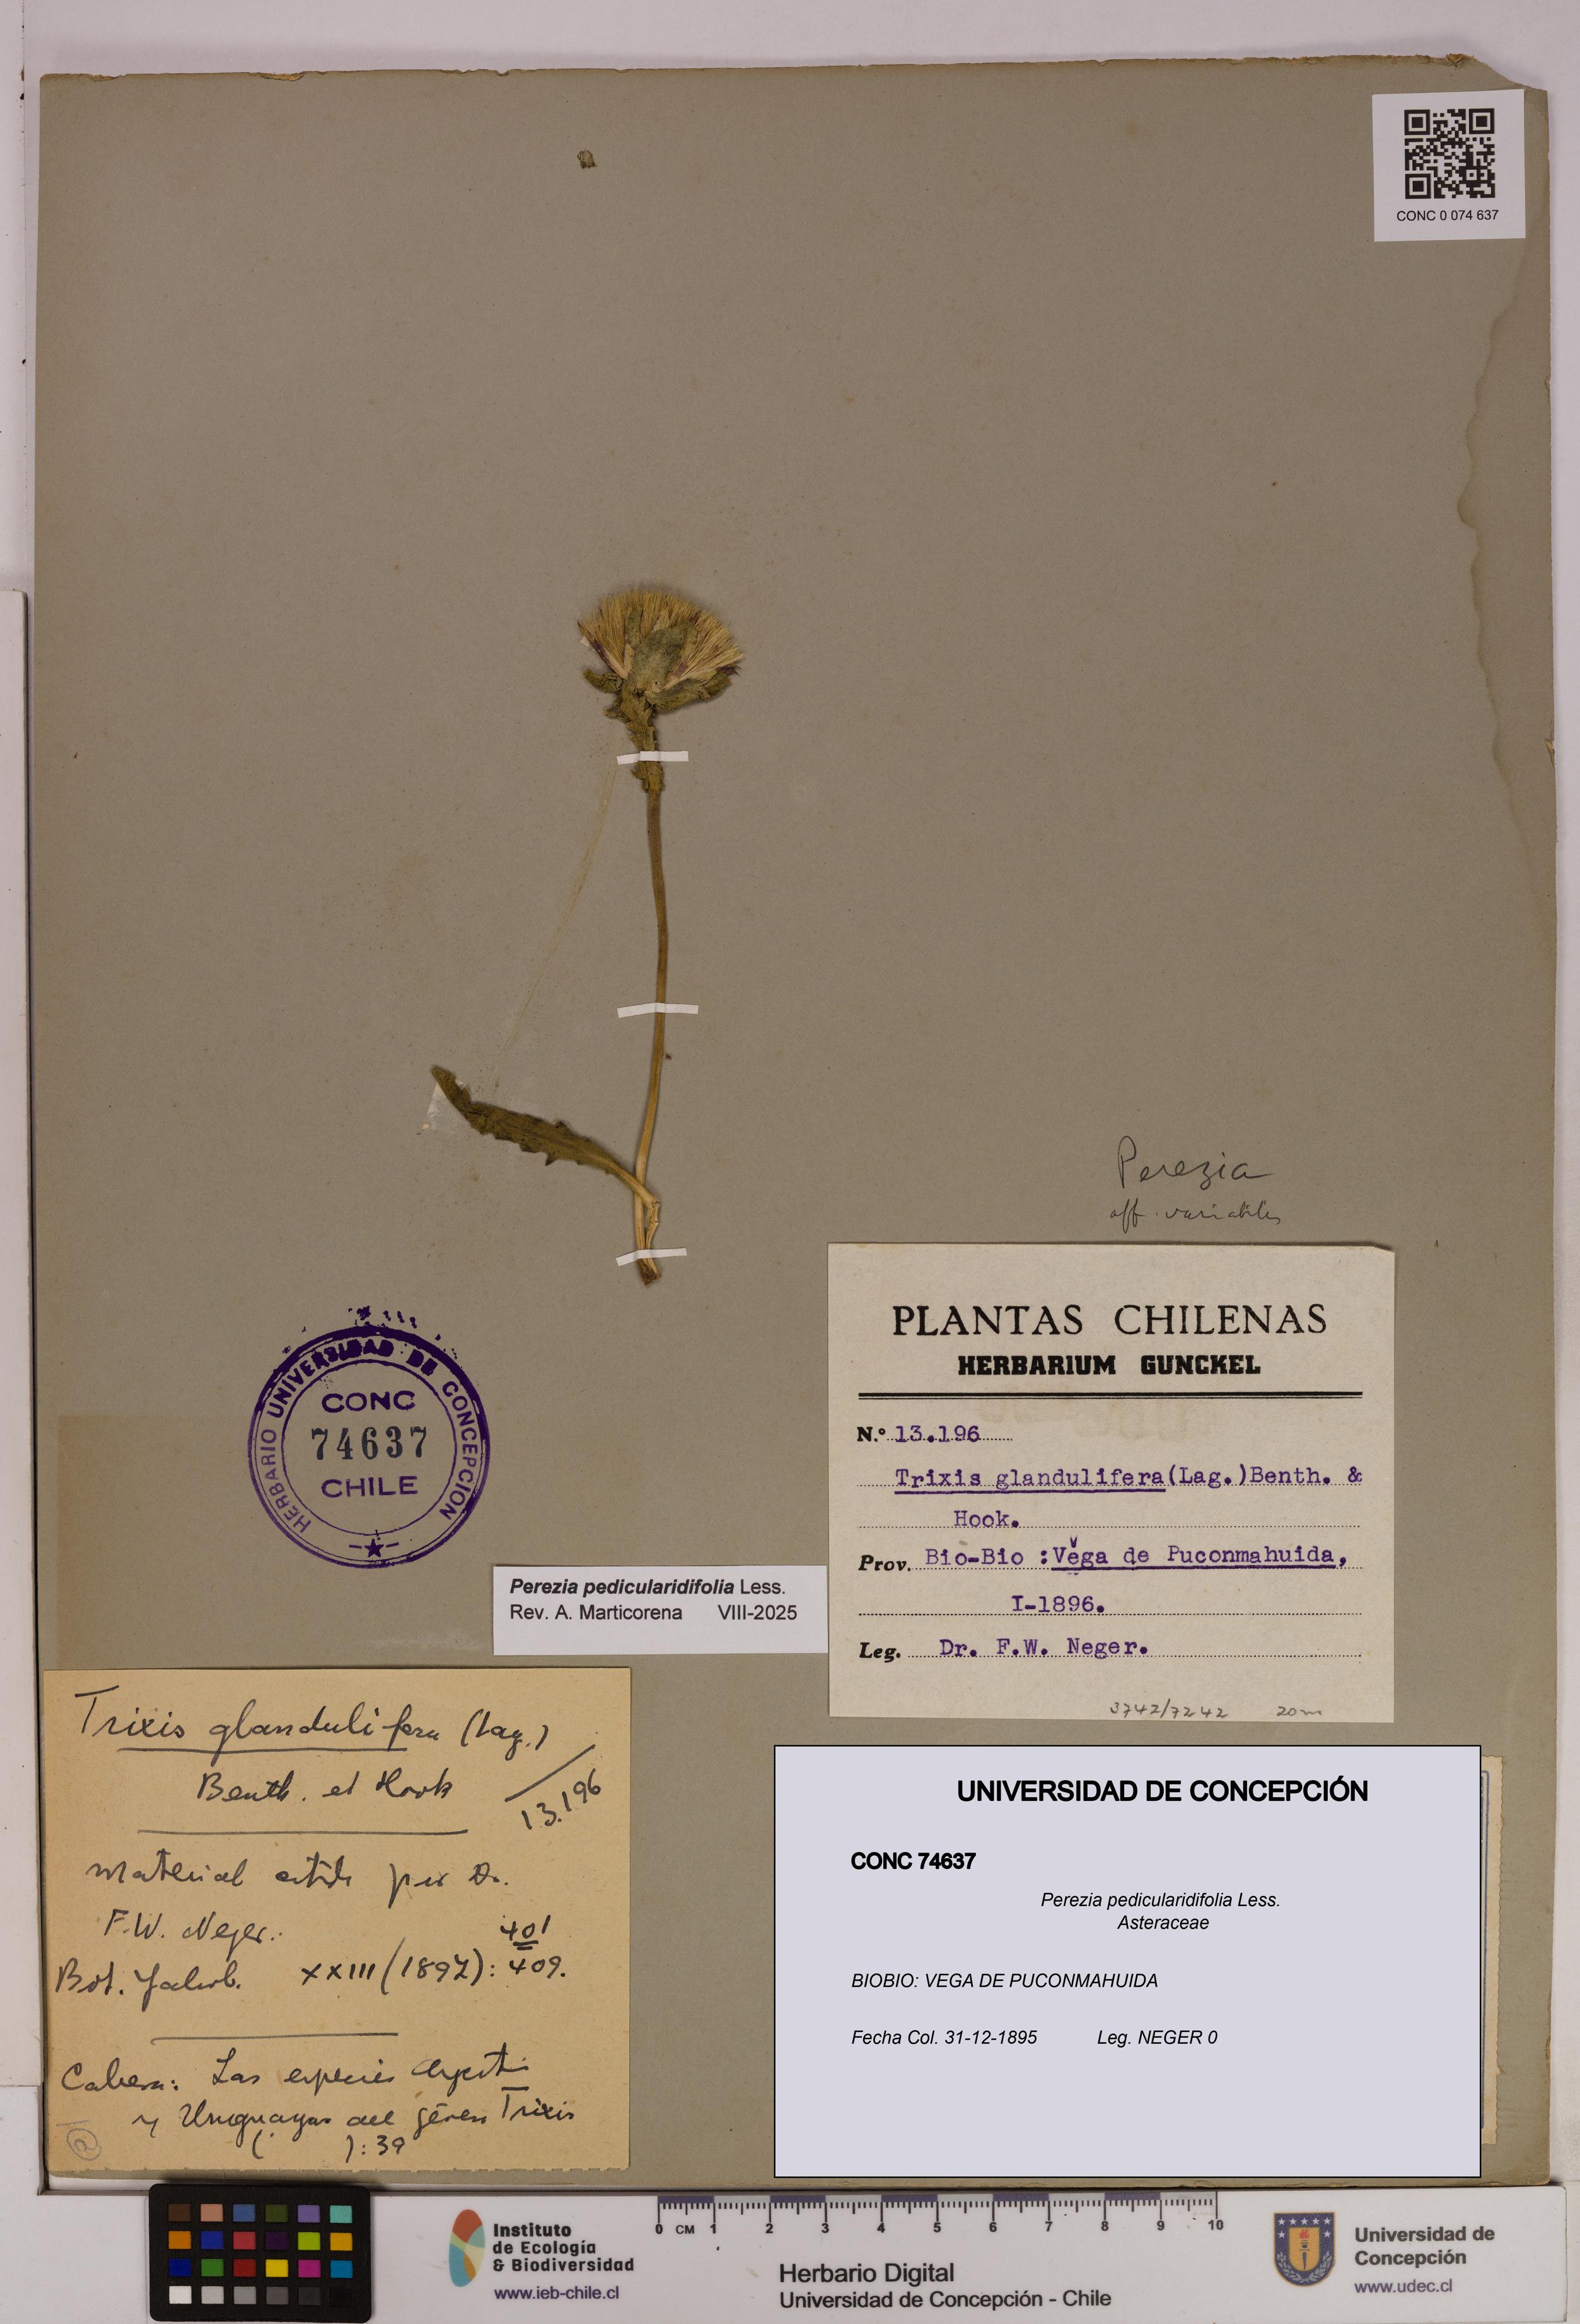 CONC 0 074 637
Perezia
aff. variabilis
PLANTAS CHILENAS
HERBARIUM GUNCKEL
N.º 13.196
Trixis glandulifera(Lag.)Benth. &
Hook.
Prov. Bio-Bio :Vega de Puconmahuida,
I-1896.
Leg. Dr. F.W. Neger.
3742/7242 20m
HERBARIO UNIVERSIDAD DE CONCEPCION
CONC
74637
CHILE
Perezia pedicularidifolia Less.
Rev. A. Marticorena VIII-2025
Trixis glandulifera (Lag.)
Benth. et Hook
13.196
Material por Dr.
F.W. Neger:
401
Bot. XXIII (1897): 409.
Cabrera: Las especies
y Uruguayas del género Trixis
( ): 39
UNIVERSIDAD DE CONCEPCIÓN
CONC 74637
Perezia pedicularidifolia Less.
Asteraceae
BIOBIO: VEGA DE PUCONMAHUIDA
Fecha Col. 31-12-1895 Leg. NEGER 0
Instituto
de Ecología
& Biodiversidad
www.ieb-chile.cl
0 CM 1 2 3 4 5 6 7 8 9 10
Herbario Digital
Universidad de Concepción - Chile
Universidad de
Concepción
www.udec.cl